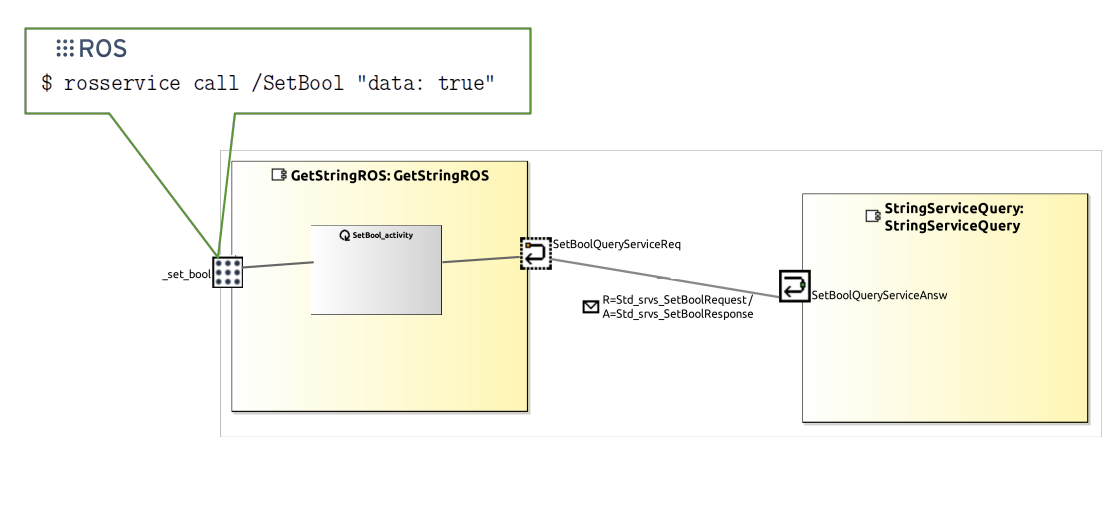 ROS
$ rosservice call /SetBool "data: true"
GetStringROS: GetStringROS
SetBool_activity
_set_bool
SetBoolQueryServiceReq
R=Std_srvs_SetBoolRequest /
A=Std_srvs_SetBoolResponse
StringServiceQuery:
StringServiceQuery
SetBoolQueryServiceAnsw